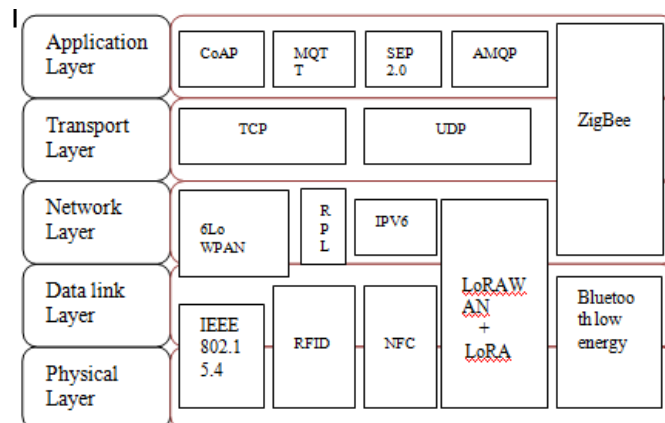 Application
Layer
CoAP
MQT
T
SEP
2.0
AMQP
ZigBee
Transport
Layer
TCP
UDP
Network
Layer
6Lo
WPAN
R
P
L
IPV6
LoRAW
AN
+
LoRA
Data link
Layer
IEEE
802.1
5.4
RFID
NFC
Bluetoo
th low
energy
Physical
Layer